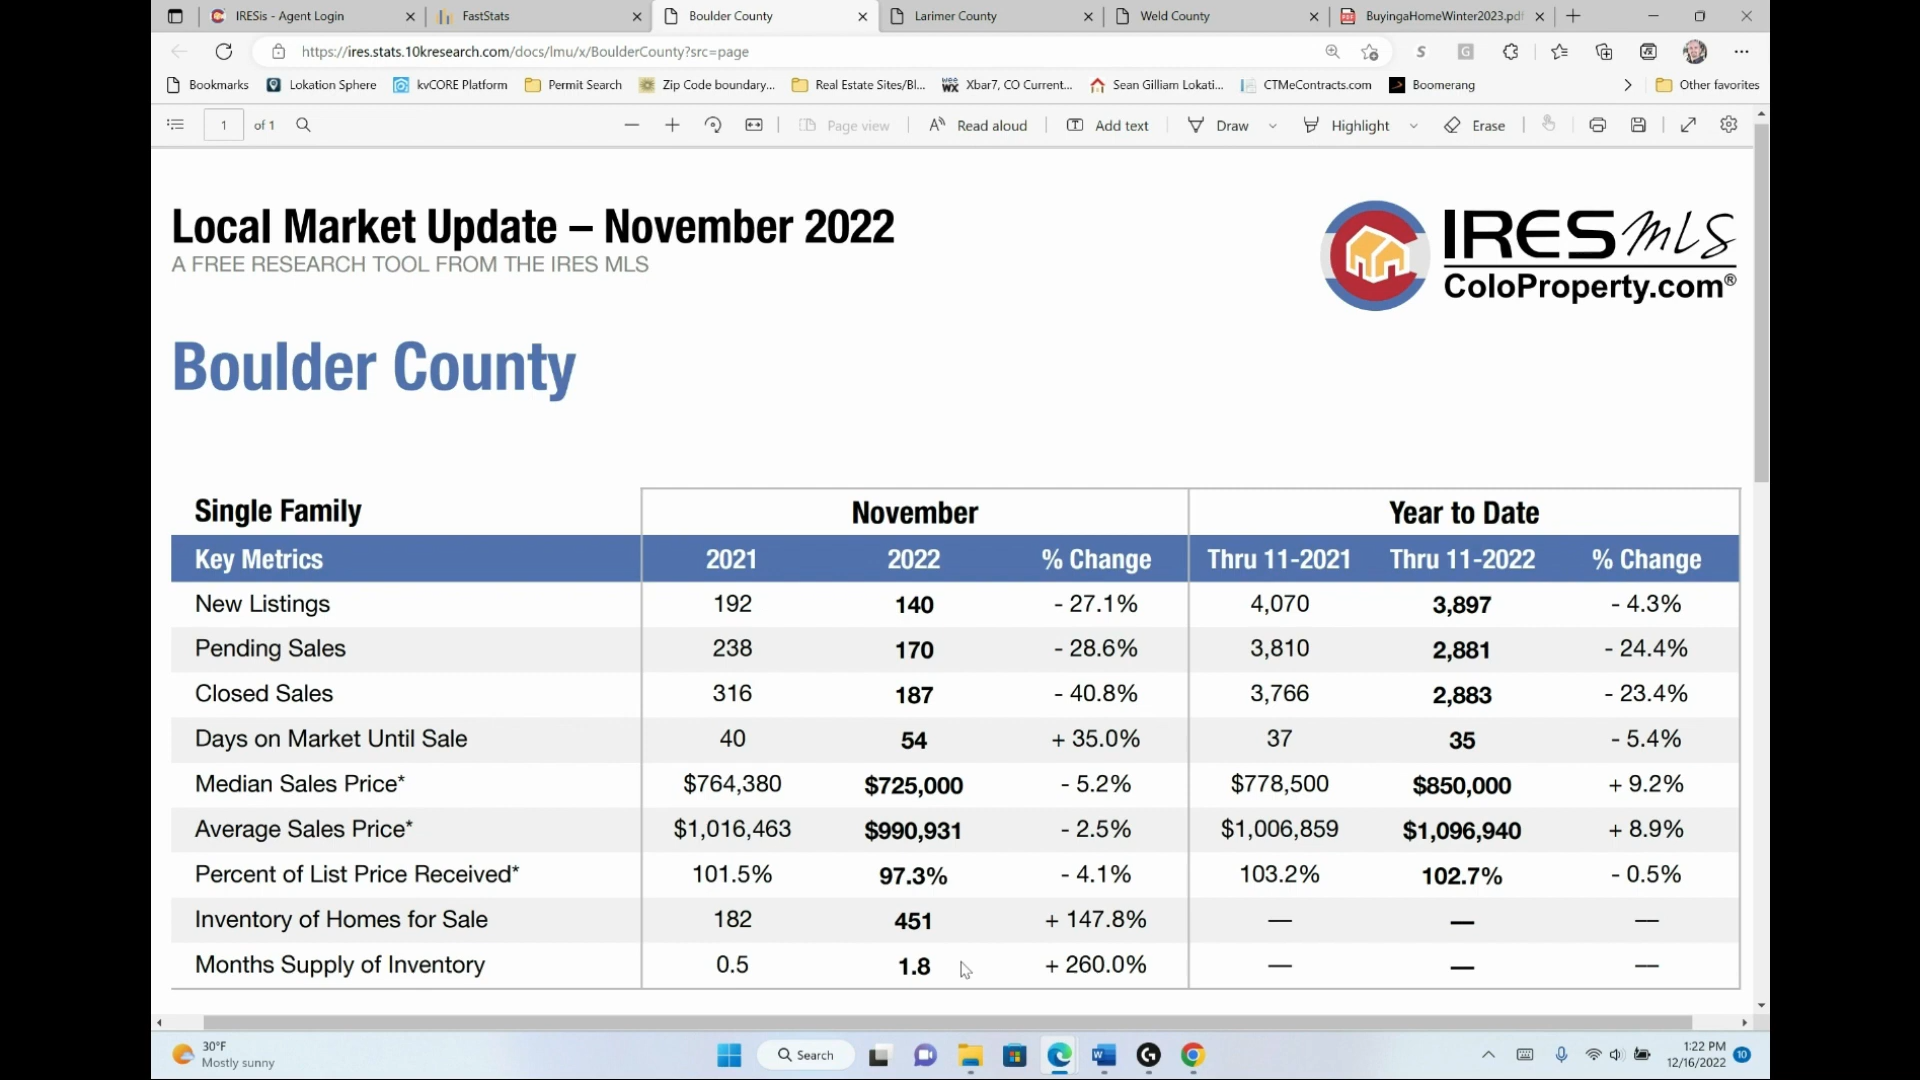 IRESis - Agent Login FastStats Boulder County Larimer County Weld County BuyingaHomeWinter2023.pdf
https://ires.stats.10kresearch.com/docs/lmu/x/BoulderCounty?src=page
Bookmarks Lokation Sphere kvCORE Platform Permit Search Zip Code boundary... Real Estate Sites/Bl... Xbar7, CO Current... Sean Gilliam Lokati... CTMeContracts.com Boomerang Other favorites
1 of 1 Page view Read aloud Add text Draw Highlight Erase
Local Market Update – November 2022
A FREE RESEARCH TOOL FROM THE IRES MLS
IRES MLS
ColoProperty.com®
Boulder County
Single Family November Year to Date
Key Metrics 2021 2022 % Change Thru 11-2021 Thru 11-2022 % Change
New Listings 192 140 - 27.1% 4,070 3,897 - 4.3%
Pending Sales 238 170 - 28.6% 3,810 2,881 - 24.4%
Closed Sales 316 187 - 40.8% 3,766 2,883 - 23.4%
Days on Market Until Sale 40 54 + 35.0% 37 35 - 5.4%
Median Sales Price* $764,380 $725,000 - 5.2% $778,500 $850,000 + 9.2%
Average Sales Price* $1,016,463 $990,931 - 2.5% $1,006,859 $1,096,940 + 8.9%
Percent of List Price Received* 101.5% 97.3% - 4.1% 103.2% 102.7% - 0.5%
Inventory of Homes for Sale 182 451 + 147.8% — — —
Months Supply of Inventory 0.5 1.8 + 260.0% — — —
30°F
Mostly sunny
Search
1:22 PM
12/16/2022
10